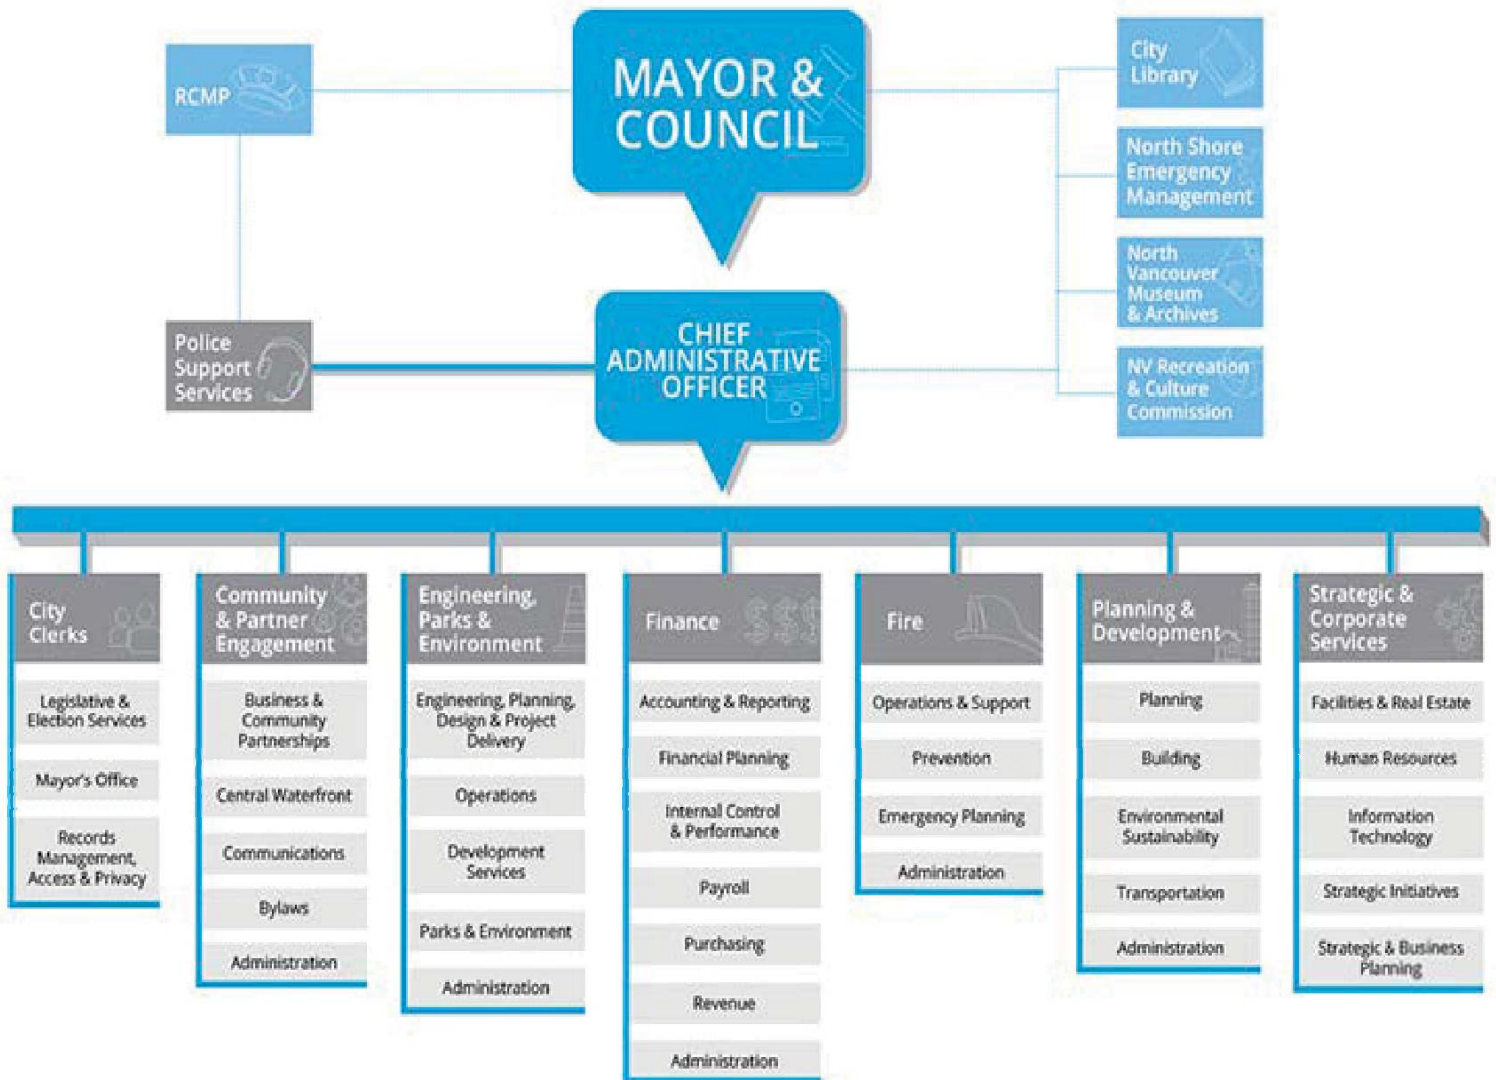 RCMP
MAYOR &
COUNCIL
City
Library
North Shore
Emergency
Management
North
Vancouver
Museum
& Archives
NV Recreation
& Culture
Commission
Police
Support
Services
CHIEF
ADMINISTRATIVE
OFFICER
City
Clerks
Legislative &
Election Services
Mayor's Office
Records
Management,
Access & Privacy
Community
& Partner
Engagement
Business &
Community
Partnerships
Central Waterfront
Communications
Bylaws
Administration
Engineering,
Parks &
Environment
Engineering, Planning,
Design & Project
Delivery
Operations
Development
Services
Parks & Environment
Administration
Finance
$$$
Accounting & Reporting
Financial Planning
Internal Control
& Performance
Payroll
Purchasing
Revenue
Administration
Fire
Operations & Support
Prevention
Emergency Planning
Administration
Planning &
Development
Planning
Building
Environmental
Sustainability
Transportation
Administration
Strategic &
Corporate
Services
Facilities & Real Estate
Human Resources
Information
Technology
Strategic Initiatives
Strategic & Business
Planning